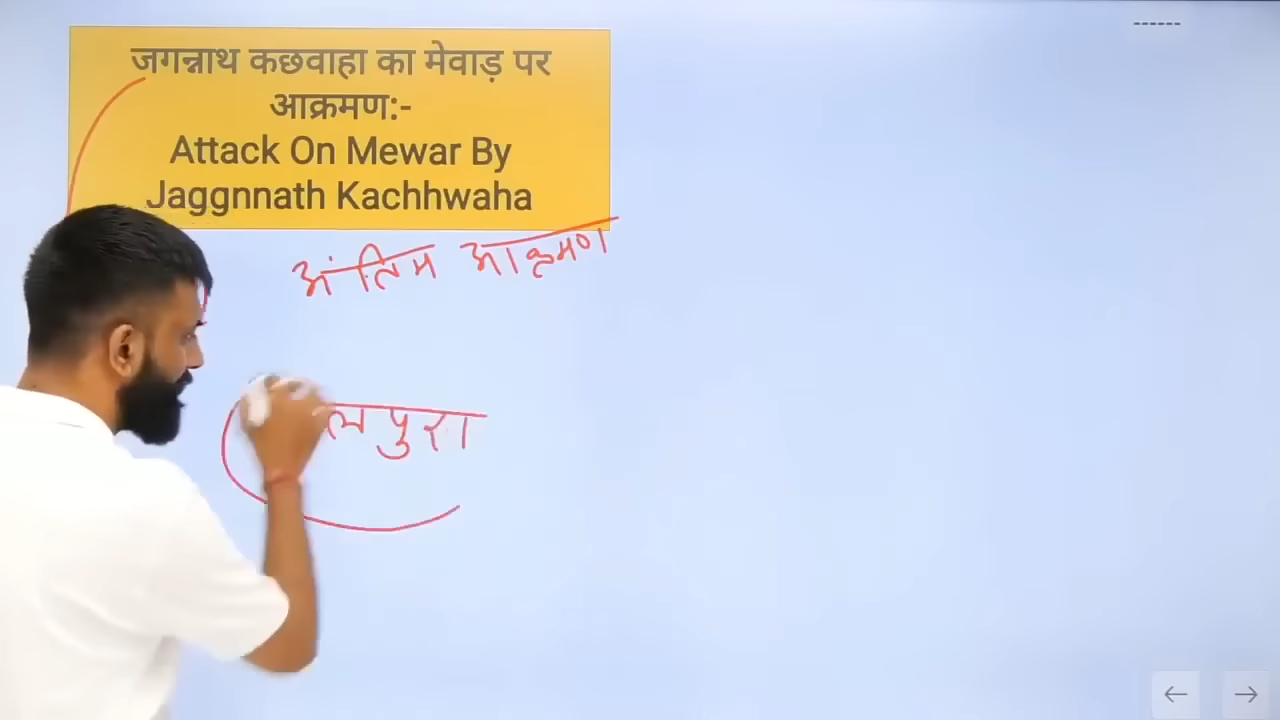 जगन्नाथ कछवाहा का मेवाड़ पर
आक्रमण:-
Attack On Mewar By
Jaggnnath Kachhwaha
अंतिम आक्रमण